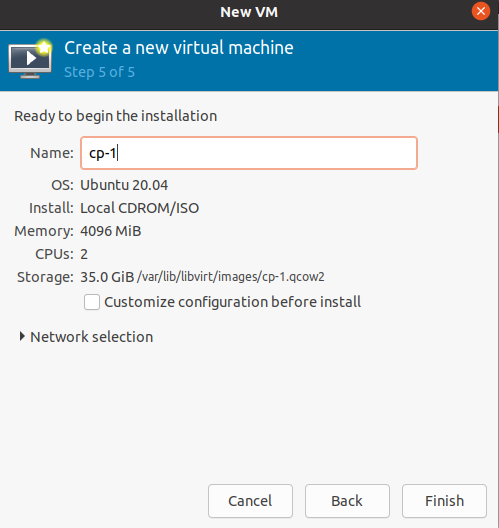 New VM
Create a new virtual machine
Step 5 of 5
Ready to begin the installation
Name: cp-1
OS: Ubuntu 20.04
Install: Local CDROM/ISO
Memory: 4096 MiB
CPUs: 2
Storage: 35.0 GiB /var/lib/libvirt/images/cp-1.qcow2
Customize configuration before install
Network selection
Cancel Back Finish